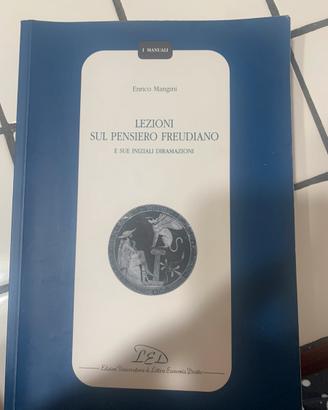 I MANUALI
Enrico Mangini
LEZIONI
SUL PENSIERO FREUDIANO
E SUE INIZIALI DIRAMAZIONI
LED
Edizioni Universitarie di Lettere Economia Diritto